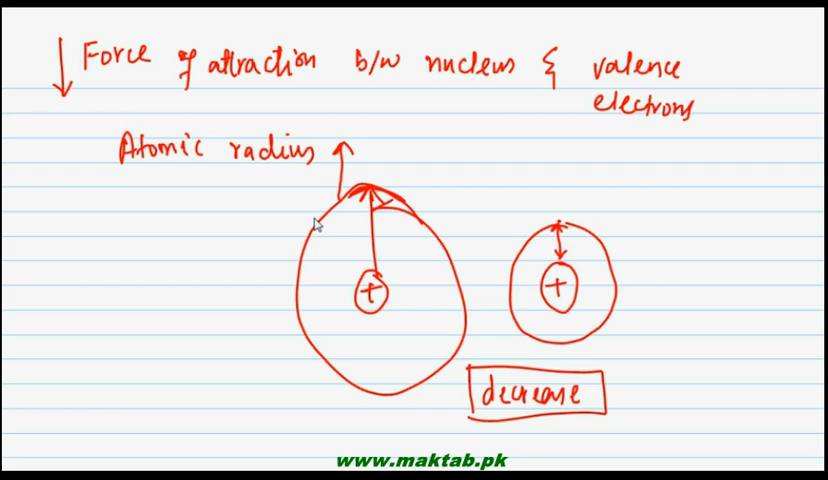 ↓ Force of attraction b/w nucleus & valence
electrons
Atomic radius ↑
+
+
decrease
www.maktab.pk